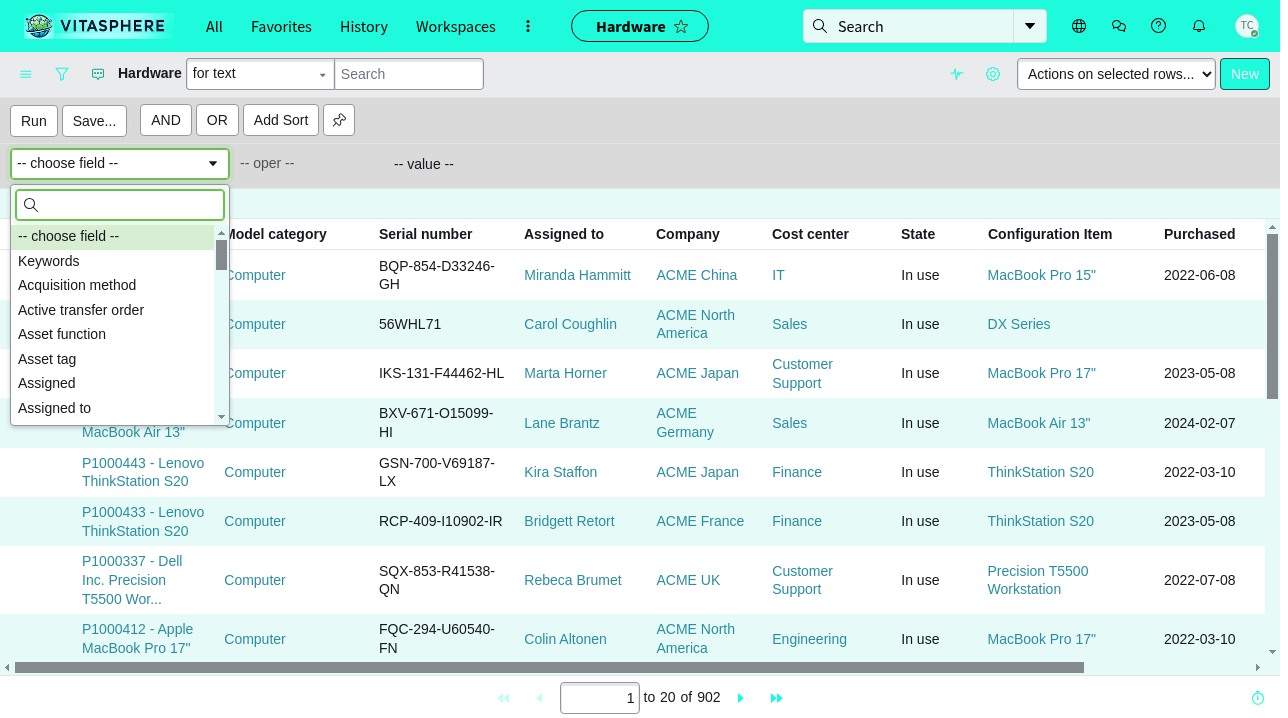 VITASPHERE All Favorites History Workspaces Hardware Search TC
Hardware for text Search Actions on selected rows... New
Run Save... AND OR Add Sort
-- choose field -- -- oper -- -- value --
-- choose field --
Keywords
Acquisition method
Active transfer order
Asset function
Asset tag
Assigned
Assigned to
Model category Serial number Assigned to Company Cost center State Configuration Item Purchased
Computer BQP-854-D33246-GH Miranda Hammitt ACME China IT In use MacBook Pro 15" 2022-06-08
Computer 56WHL71 Carol Coughlin ACME North America Sales In use DX Series
Computer IKS-131-F44462-HL Marta Horner ACME Japan Customer Support In use MacBook Pro 17" 2023-05-08
MacBook Air 13" Computer BXV-671-O15099-HI Lane Brantz ACME Germany Sales In use MacBook Air 13" 2024-02-07
P1000443 - Lenovo ThinkStation S20 Computer GSN-700-V69187-LX Kira Staffon ACME Japan Finance In use ThinkStation S20 2022-03-10
P1000433 - Lenovo ThinkStation S20 Computer RCP-409-I10902-IR Bridgett Retort ACME France Finance In use ThinkStation S20 2023-05-08
P1000337 - Dell Inc. Precision T5500 Wor... Computer SQX-853-R41538-QN Rebeca Brumet ACME UK Customer Support In use Precision T5500 Workstation 2022-07-08
P1000412 - Apple MacBook Pro 17" Computer FQC-294-U60540-FN Colin Altonen ACME North America Engineering In use MacBook Pro 17" 2022-03-10
1 to 20 of 902